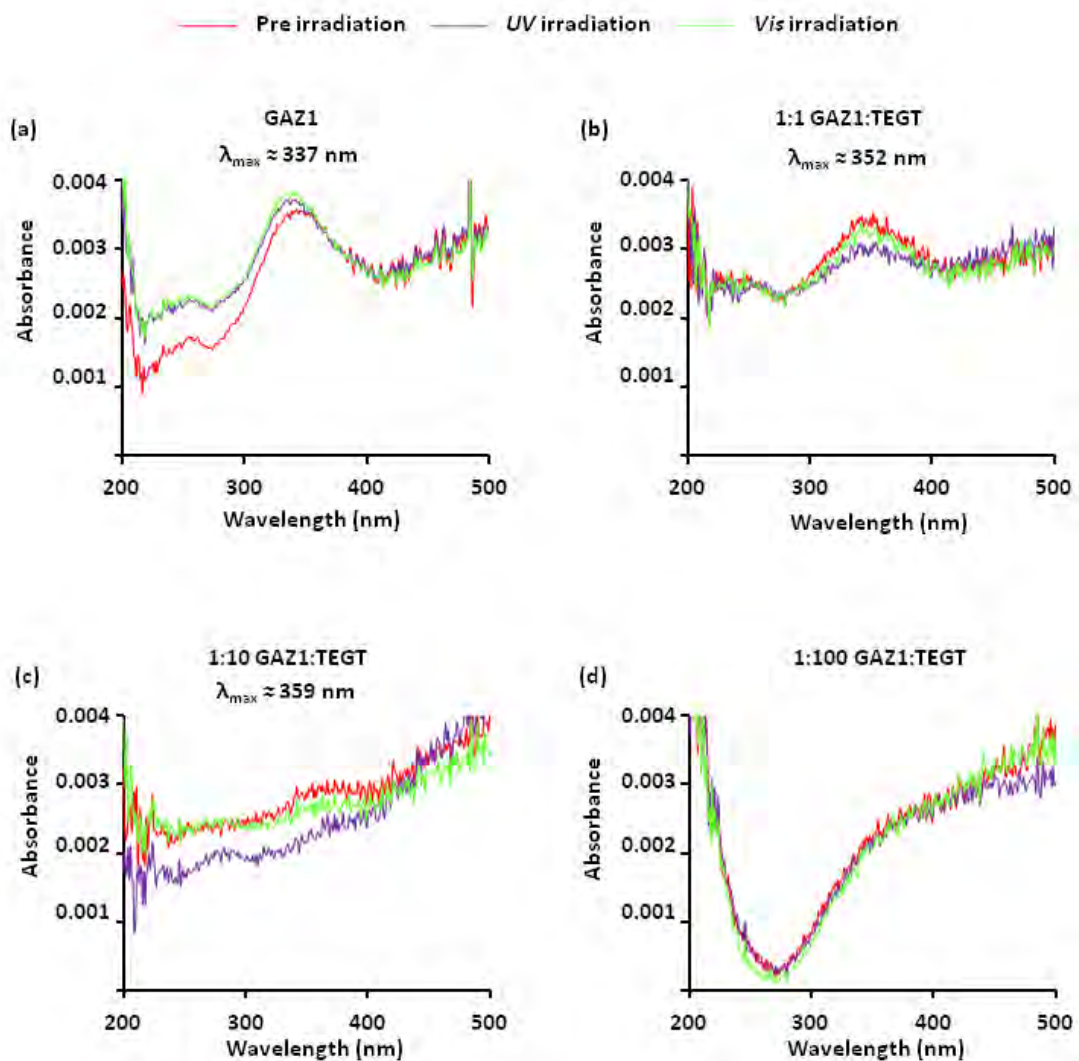 Pre irradiation UV irradiation Vis irradiation
(a) GAZ1
λmax ≈ 337 nm
0.004
0.003
0.002
0.001
Absorbance
200 300 400 500
Wavelength (nm)
(b) 1:1 GAZ1:TEGT
λmax ≈ 352 nm
0.004
0.003
0.002
0.001
Absorbance
200 300 400 500
Wavelength (nm)
(c) 1:10 GAZ1:TEGT
λmax ≈ 359 nm
0.004
0.003
0.002
0.001
Absorbance
200 300 400 500
Wavelength (nm)
(d) 1:100 GAZ1:TEGT
0.004
0.003
0.002
0.001
Absorbance
200 300 400 500
Wavelength (nm)